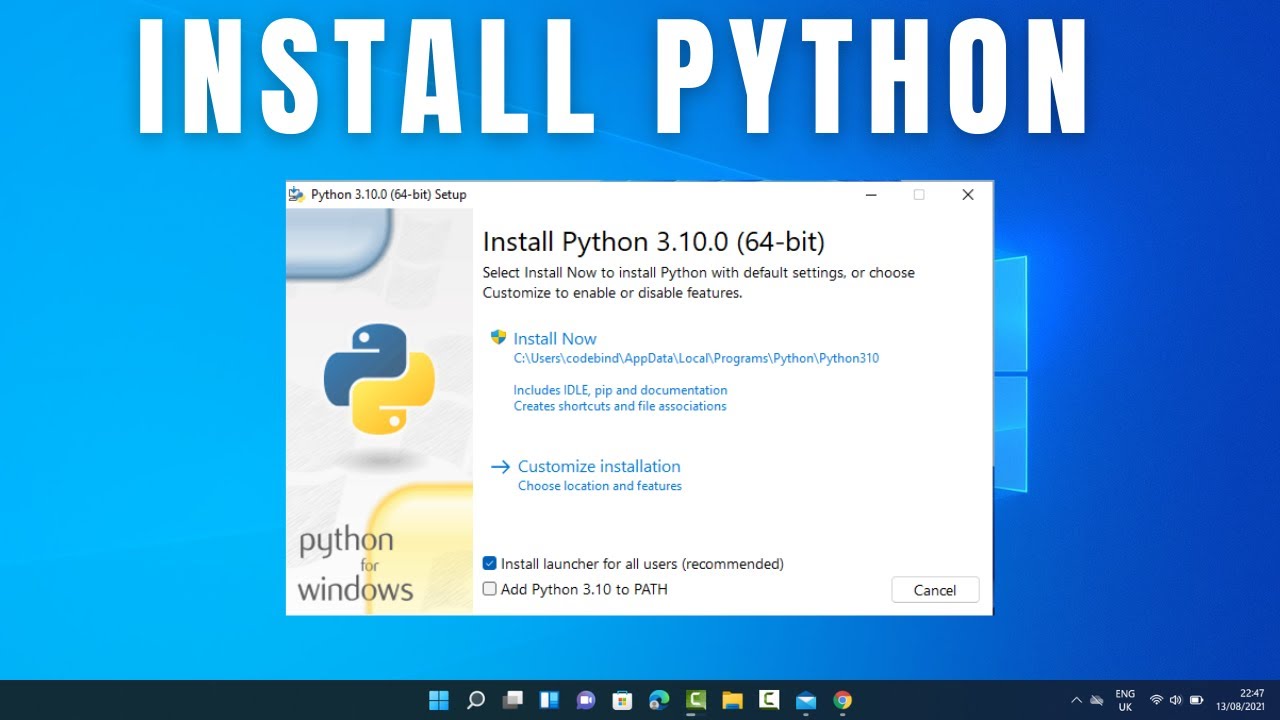 INSTALL PYTHON
Python 3.10.0 (64-bit) Setup
Install Python 3.10.0 (64-bit)
Select Install Now to install Python with default settings, or choose
Customize to enable or disable features.
Install Now
C:\Users\codebind\AppData\Local\Programs\Python\Python310
Includes IDLE, pip and documentation
Creates shortcuts and file associations
Customize installation
Choose location and features
python
for
windows
Install launcher for all users (recommended)
Add Python 3.10 to PATH
Cancel
ENG
UK
22:47
13/08/2021